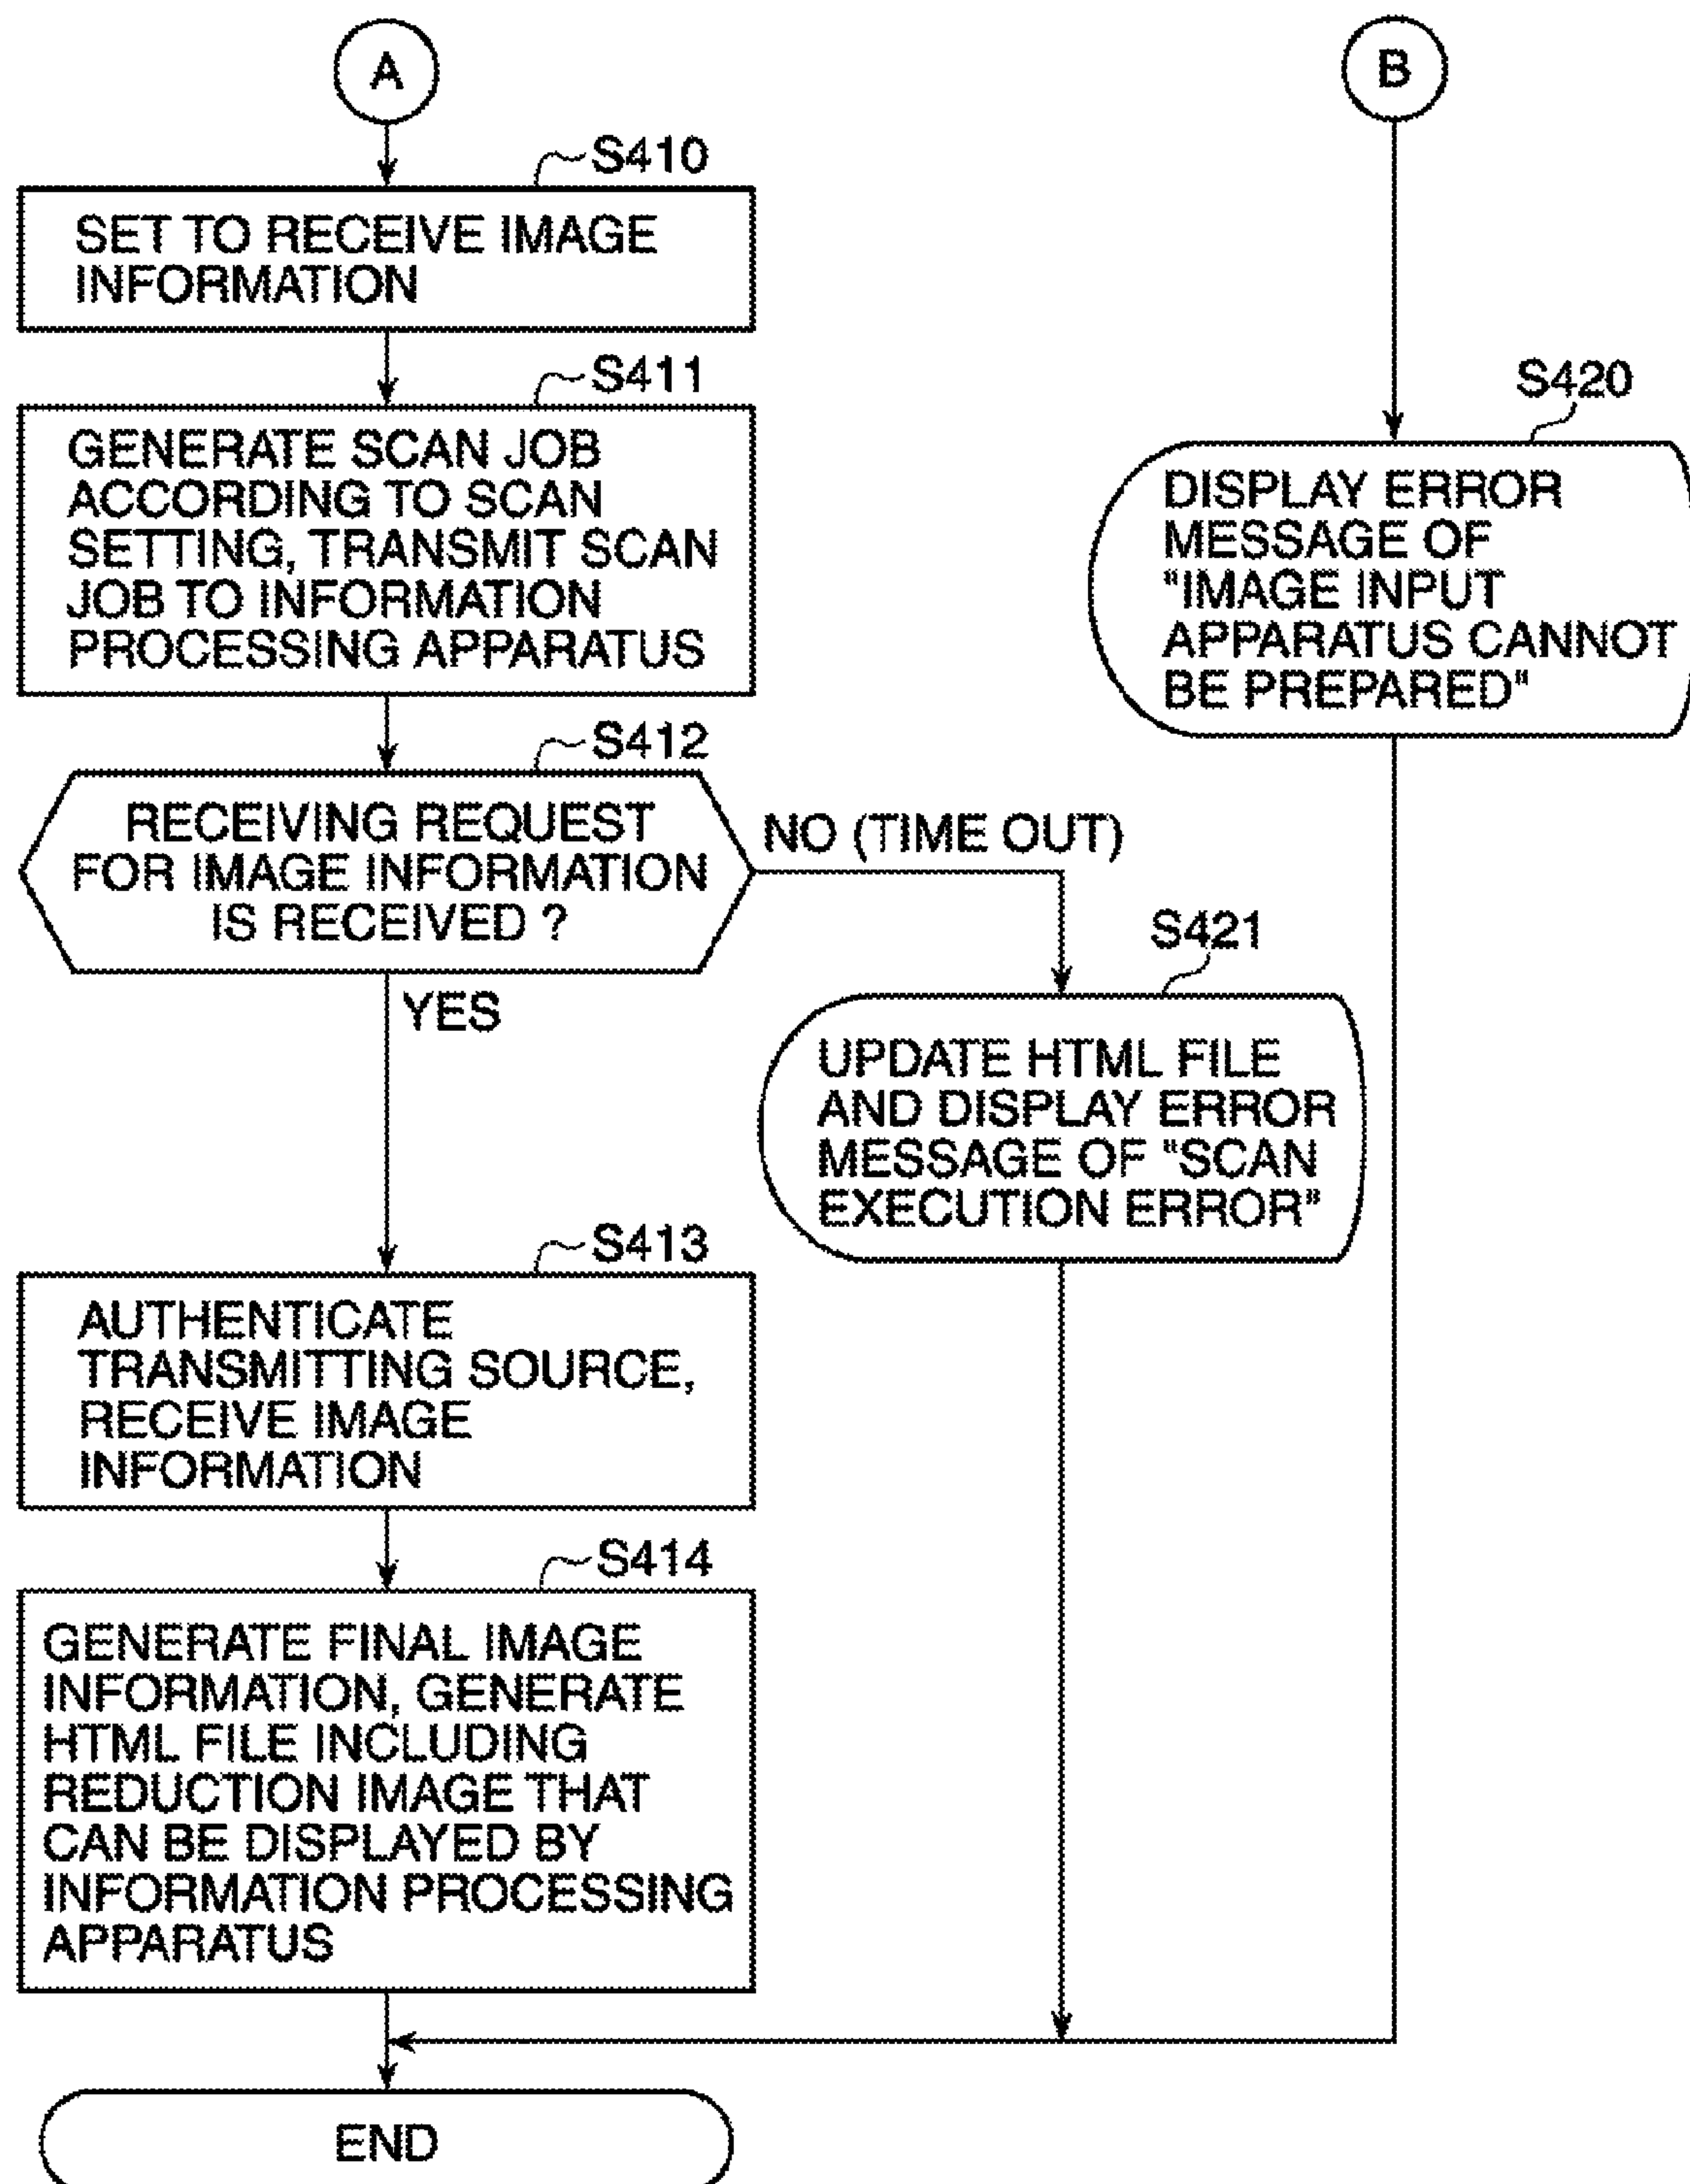 A
S410
SET TO RECEIVE IMAGE
INFORMATION
S411
GENERATE SCAN JOB
ACCORDING TO SCAN
SETTING, TRANSMIT SCAN
JOB TO INFORMATION
PROCESSING APPARATUS
S412
RECEIVING REQUEST
FOR IMAGE INFORMATION
IS RECEIVED ?
NO (TIME OUT)
YES
S413
AUTHENTICATE
TRANSMITTING SOURCE,
RECEIVE IMAGE
INFORMATION
S414
GENERATE FINAL IMAGE
INFORMATION, GENERATE
HTML FILE INCLUDING
REDUCTION IMAGE THAT
CAN BE DISPLAYED BY
INFORMATION PROCESSING
APPARATUS
S421
UPDATE HTML FILE
AND DISPLAY ERROR
MESSAGE OF "SCAN
EXECUTION ERROR"
B
S420
DISPLAY ERROR
MESSAGE OF
"IMAGE INPUT
APPARATUS CANNOT
BE PREPARED"
END